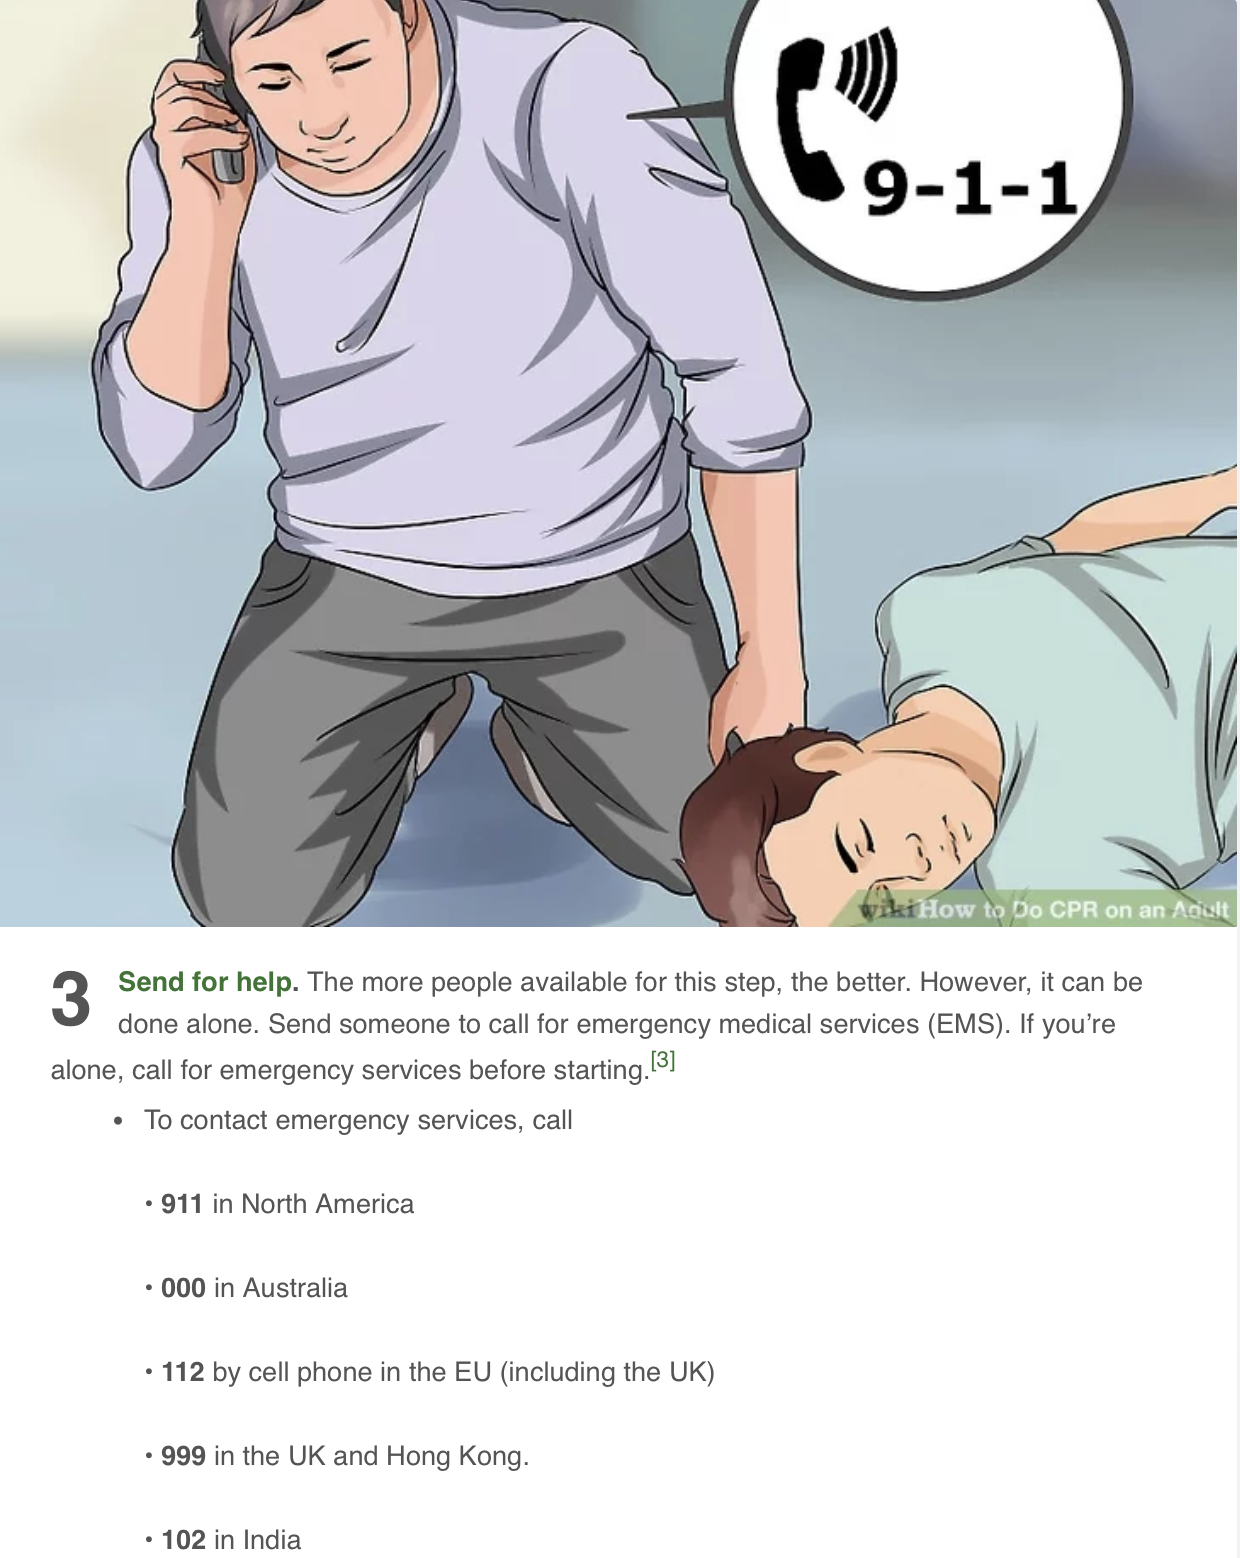 9-1-1
wikiHow to Do CPR on an Adult
3
Send for help. The more people available for this step, the better. However, it can be
done alone. Send someone to call for emergency medical services (EMS). If you’re
alone, call for emergency services before starting.[3]
• To contact emergency services, call
• 911 in North America
• 000 in Australia
• 112 by cell phone in the EU (including the UK)
• 999 in the UK and Hong Kong.
• 102 in India